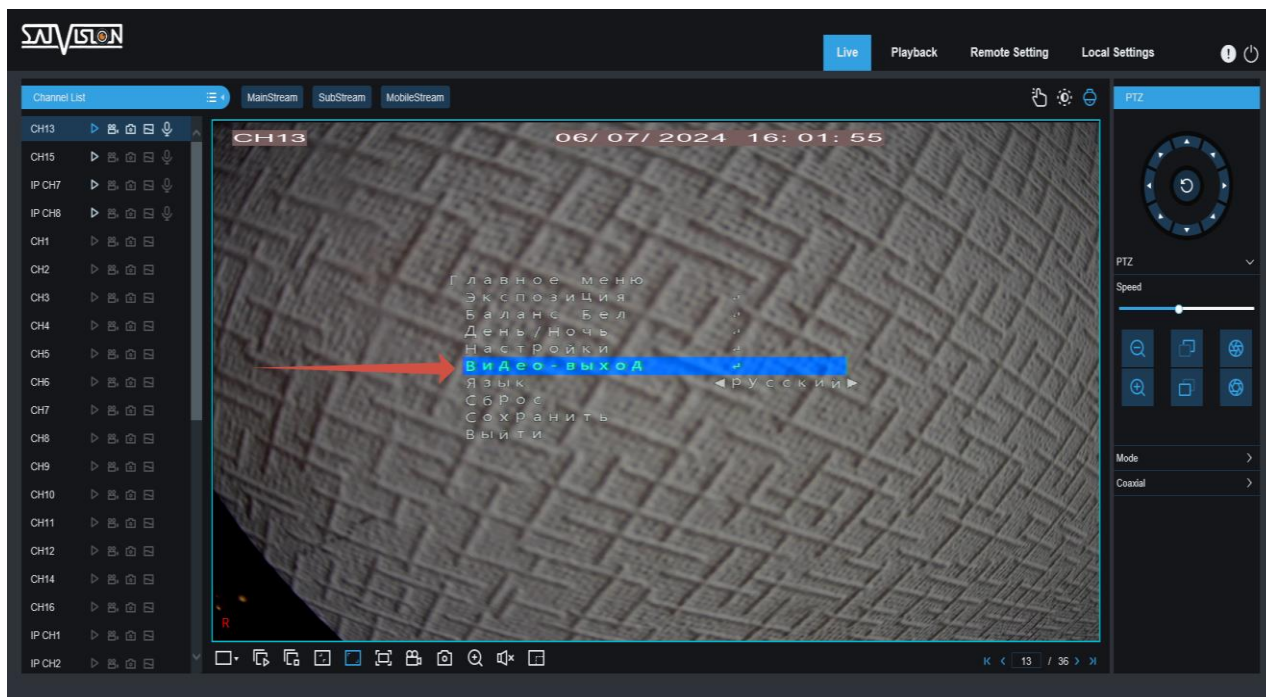 SATVISION
Live Playback Remote Setting Local Settings
Channel List
MainStream SubStream MobileStream
PTZ
CH13
CH15
IP CH7
IP CH8
CH1
CH2
CH3
CH4
CH5
CH6
CH7
CH8
CH9
CH10
CH11
CH12
CH14
CH16
IP CH1
IP CH2
CH13 06/07/2024 16:01:55
Главное меню
Экспозиция
Баланс Бел
День/Ночь
Настройки
Видео-выход
Язык ◄Русский►
Сброс
Сохранить
Выйти
R
13 / 36
PTZ
Speed
Mode
Coaxial